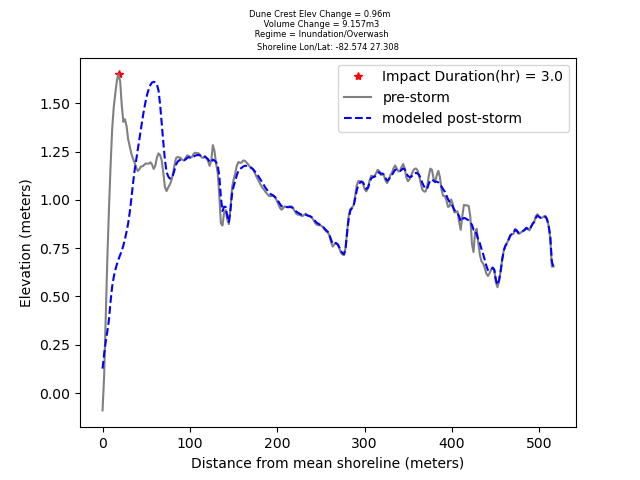 Dune Crest Elev Change = 0.96m
Volume Change = 9.157m3
Regime = Inundation/Overwash
Shoreline Lon/Lat: -82.574 27.308
Impact Duration(hr) = 3.0
pre-storm
modeled post-storm
Elevation (meters)
1.50
1.25
1.00
0.75
0.50
0.25
0.00
0 100 200 300 400 500
Distance from mean shoreline (meters)